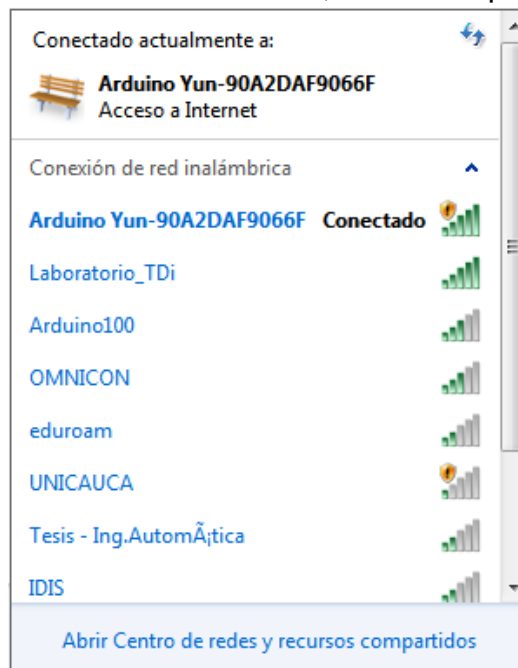 Conectado actualmente a:
Arduino Yun-90A2DAF9066F
Acceso a Internet
Conexión de red inalámbrica
Arduino Yun-90A2DAF9066F Conectado
Laboratorio_TDi
Arduino100
OMNICON
eduroam
UNICAUCA
Tesis - Ing.AutomÃ¡tica
IDIS
Abrir Centro de redes y recursos compartidos